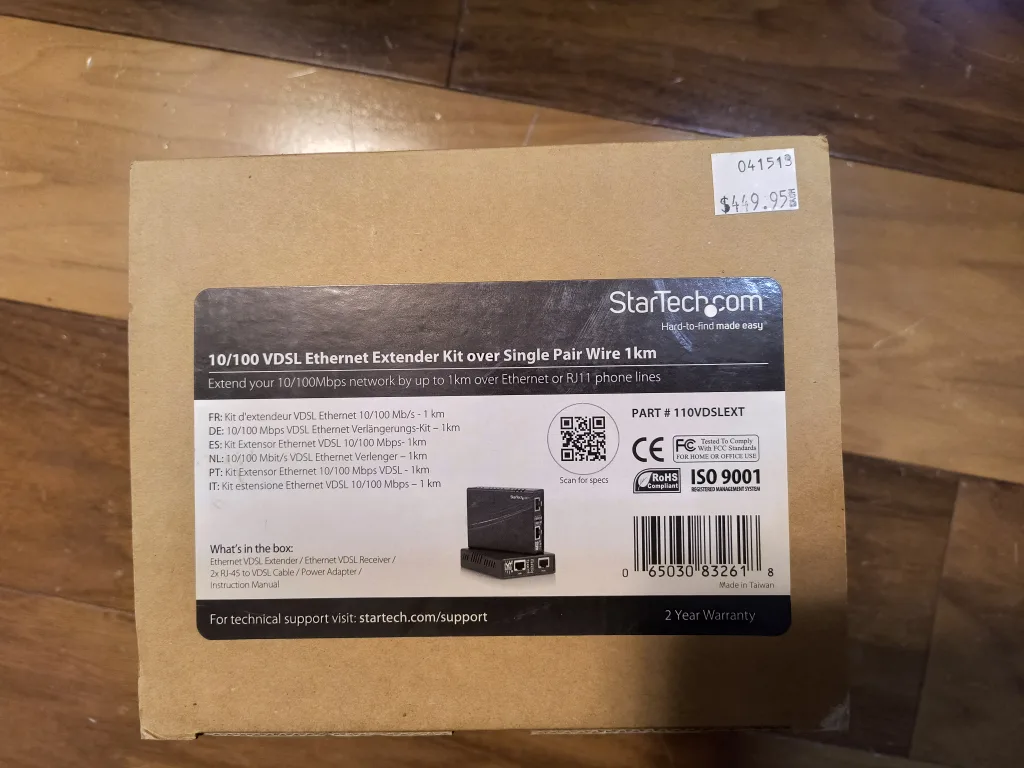 041513
$449.95
EACH
StarTech.com
Hard-to-find made easy
10/100 VDSL Ethernet Extender Kit over Single Pair Wire 1km
Extend your 10/100Mbps network by up to 1km over Ethernet or RJ11 phone lines
FR: Kit d'extendeur VDSL Ethernet 10/100 Mb/s - 1 km
DE: 10/100 Mbps VDSL Ethernet Verlängerungs-Kit – 1km
ES: Kit Extensor Ethernet VDSL 10/100 Mbps- 1km
NL: 10/100 Mbit/s VDSL Ethernet Verlenger – 1km
PT: Kit Extensor Ethernet 10/100 Mbps VDSL - 1km
IT: Kit estensione Ethernet VDSL 10/100 Mbps – 1 km
Scan for specs
PART # 110VDSLEXT
CE
FC Tested To Comply
With FCC Standards
FOR HOME OR OFFICE USE
RoHS
Compliant
ISO 9001
REGISTERED MANAGEMENT SYSTEM
StarTech.com
What's in the box:
Ethernet VDSL Extender / Ethernet VDSL Receiver /
2x RJ-45 to VDSL Cable / Power Adapter /
Instruction Manual
0 65030 83261 8
Made in Taiwan
For technical support visit: startech.com/support
2 Year Warranty